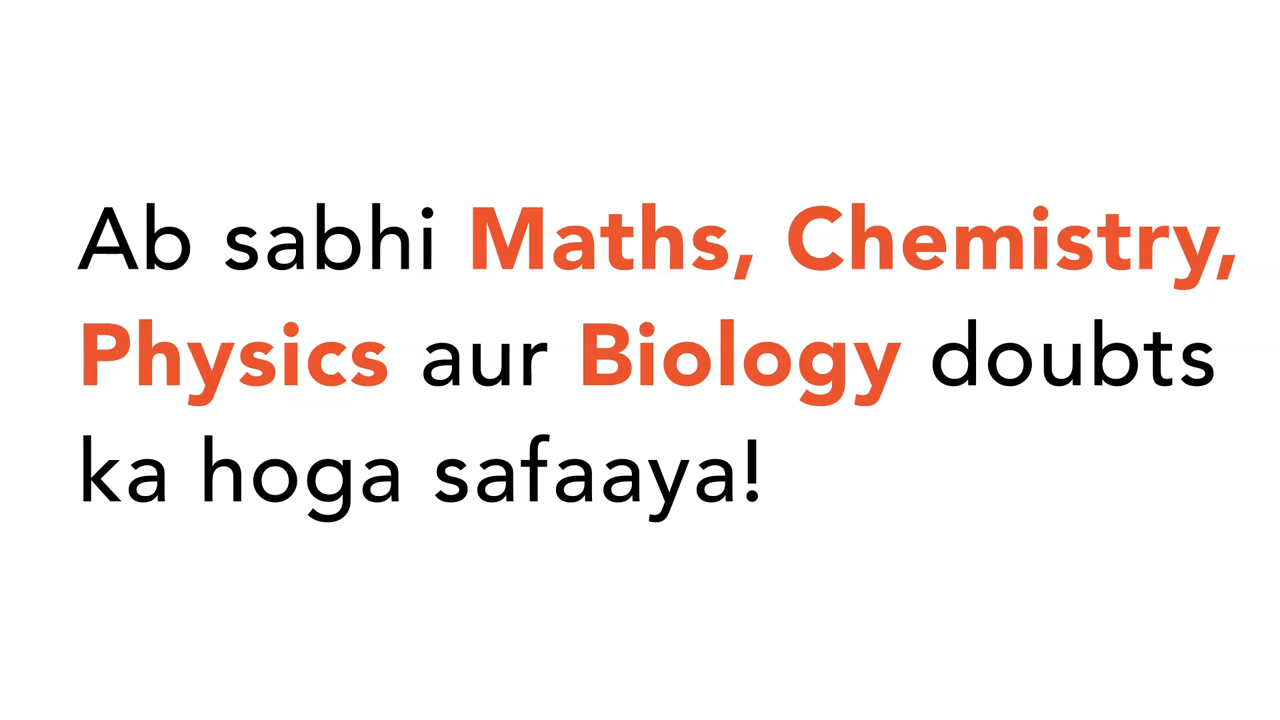 Ab sabhi Maths, Chemistry,
Physics aur Biology doubts
ka hoga safaaya!